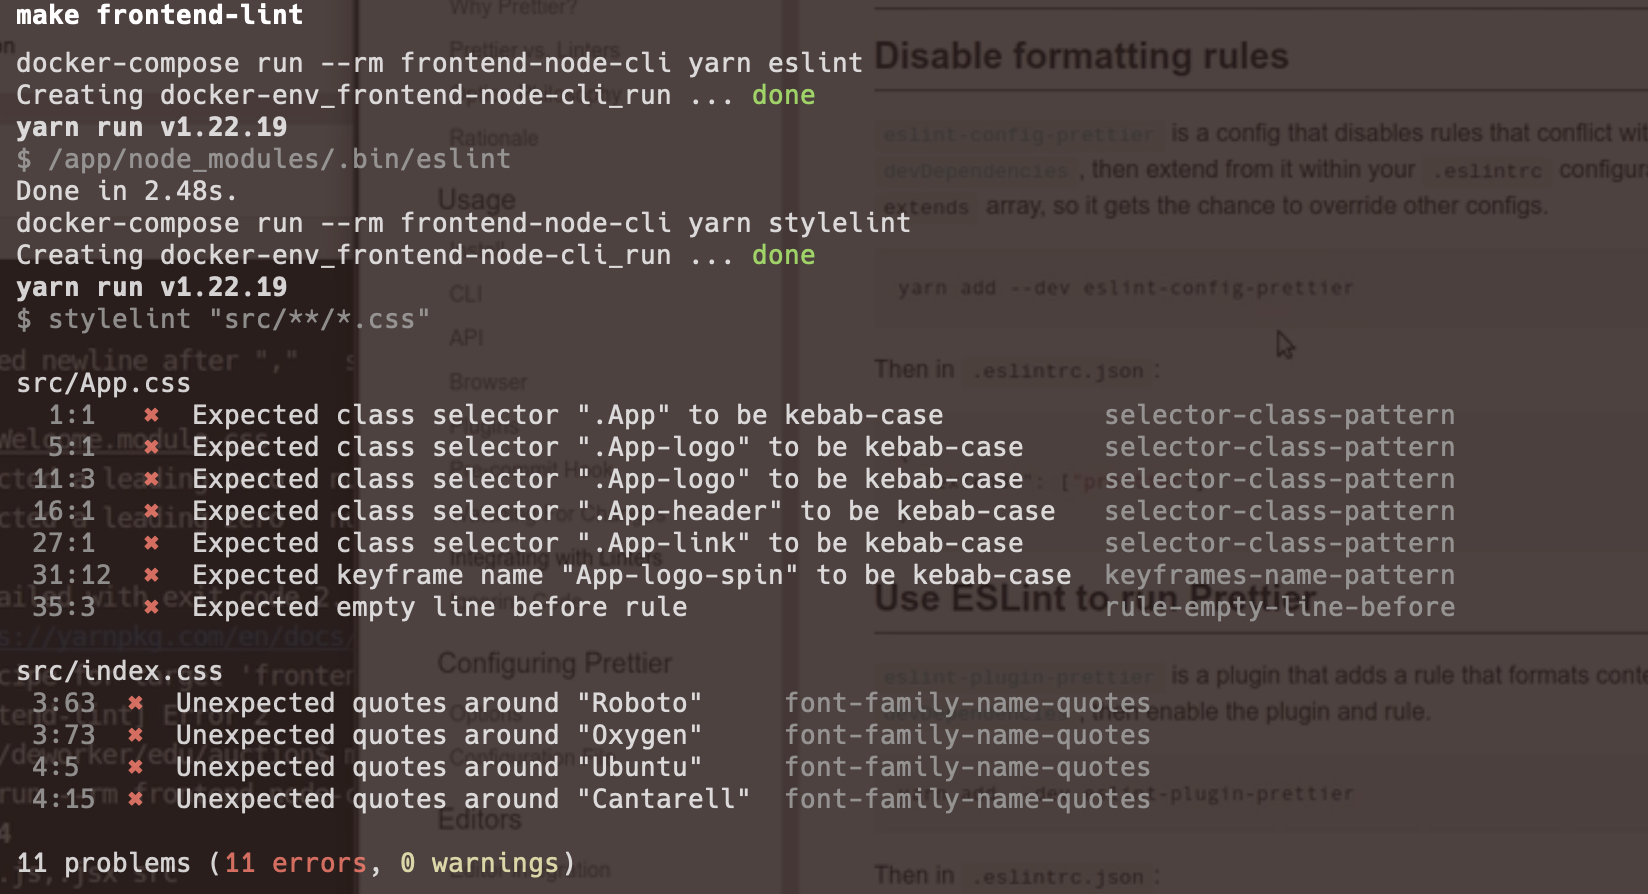 make frontend-lint
docker-compose run --rm frontend-node-cli yarn eslint
Creating docker-env_frontend-node-cli_run ... done
yarn run v1.22.19
$ /app/node_modules/.bin/eslint
Done in 2.48s.
docker-compose run --rm frontend-node-cli yarn stylelint
Creating docker-env_frontend-node-cli_run ... done
yarn run v1.22.19
$ stylelint "src/**/*.css"
src/App.css
1:1 ✖ Expected class selector ".App" to be kebab-case selector-class-pattern
5:1 ✖ Expected class selector ".App-logo" to be kebab-case selector-class-pattern
11:3 ✖ Expected class selector ".App-logo" to be kebab-case selector-class-pattern
16:1 ✖ Expected class selector ".App-header" to be kebab-case selector-class-pattern
27:1 ✖ Expected class selector ".App-link" to be kebab-case selector-class-pattern
31:12 ✖ Expected keyframe name "App-logo-spin" to be kebab-case keyframes-name-pattern
35:3 ✖ Expected empty line before rule rule-empty-line-before
src/index.css
3:63 ✖ Unexpected quotes around "Roboto" font-family-name-quotes
3:73 ✖ Unexpected quotes around "Oxygen" font-family-name-quotes
4:5 ✖ Unexpected quotes around "Ubuntu" font-family-name-quotes
4:15 ✖ Unexpected quotes around "Cantarell" font-family-name-quotes
11 problems (11 errors, 0 warnings)
Why Prettier?
Prettier vs. Linters
Rationale
Usage
Install
CLI
API
Browser
Integrating with Linters
Configuring Prettier
Options
Editors
Disable formatting rules
eslint-config-prettier is a config that disables rules that conflict
devDependencies , then extend from it within your .eslintrc
extends array, so it gets the chance to override other configs.
yarn add --dev eslint-config-prettier
Then in .eslintrc.json :
Use ESLint to run Prettier
eslint-plugin-prettier is a plugin that adds a rule that formats
devDependencies , then enable the plugin and rule.
yarn add --dev eslint-plugin-prettier
Then in .eslintrc.json :